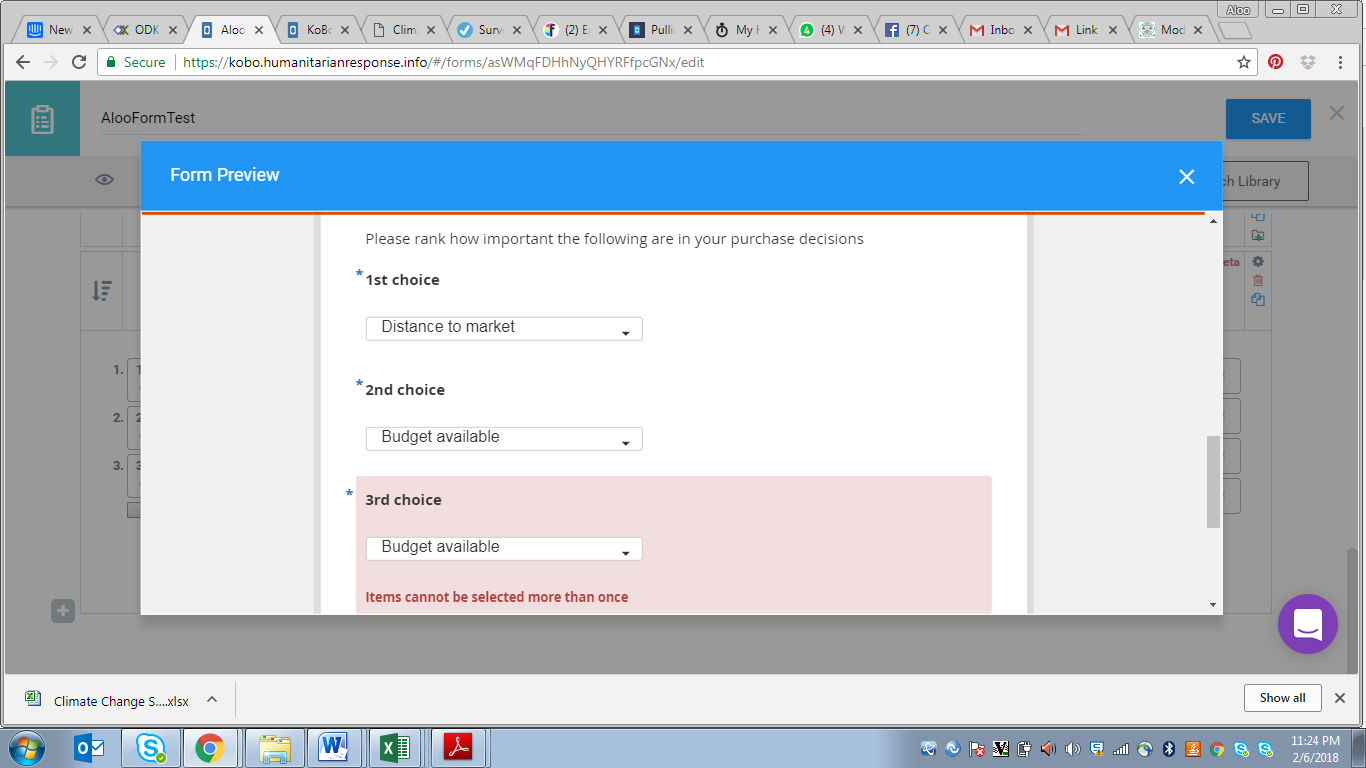 Aloo
New
ODK
Aloo
KoBo
Clim
Surve
(2) E
Pulli
My H
(4) W
(7) C
Inbo
Link
Mod
Secure
https://kobo.humanitarianresponse.info/#/forms/asWMqFDHhNyQHYRFfpcGNx/edit
AlooFormTest
SAVE
Form Preview
ch Library
Please rank how important the following are in your purchase decisions
eta
* 1st choice
Distance to market
1.
* 2nd choice
2.
Budget available
3.
* 3rd choice
Budget available
Items cannot be selected more than once
Climate Change S....xlsx
Show all
11:24 PM
2/6/2018